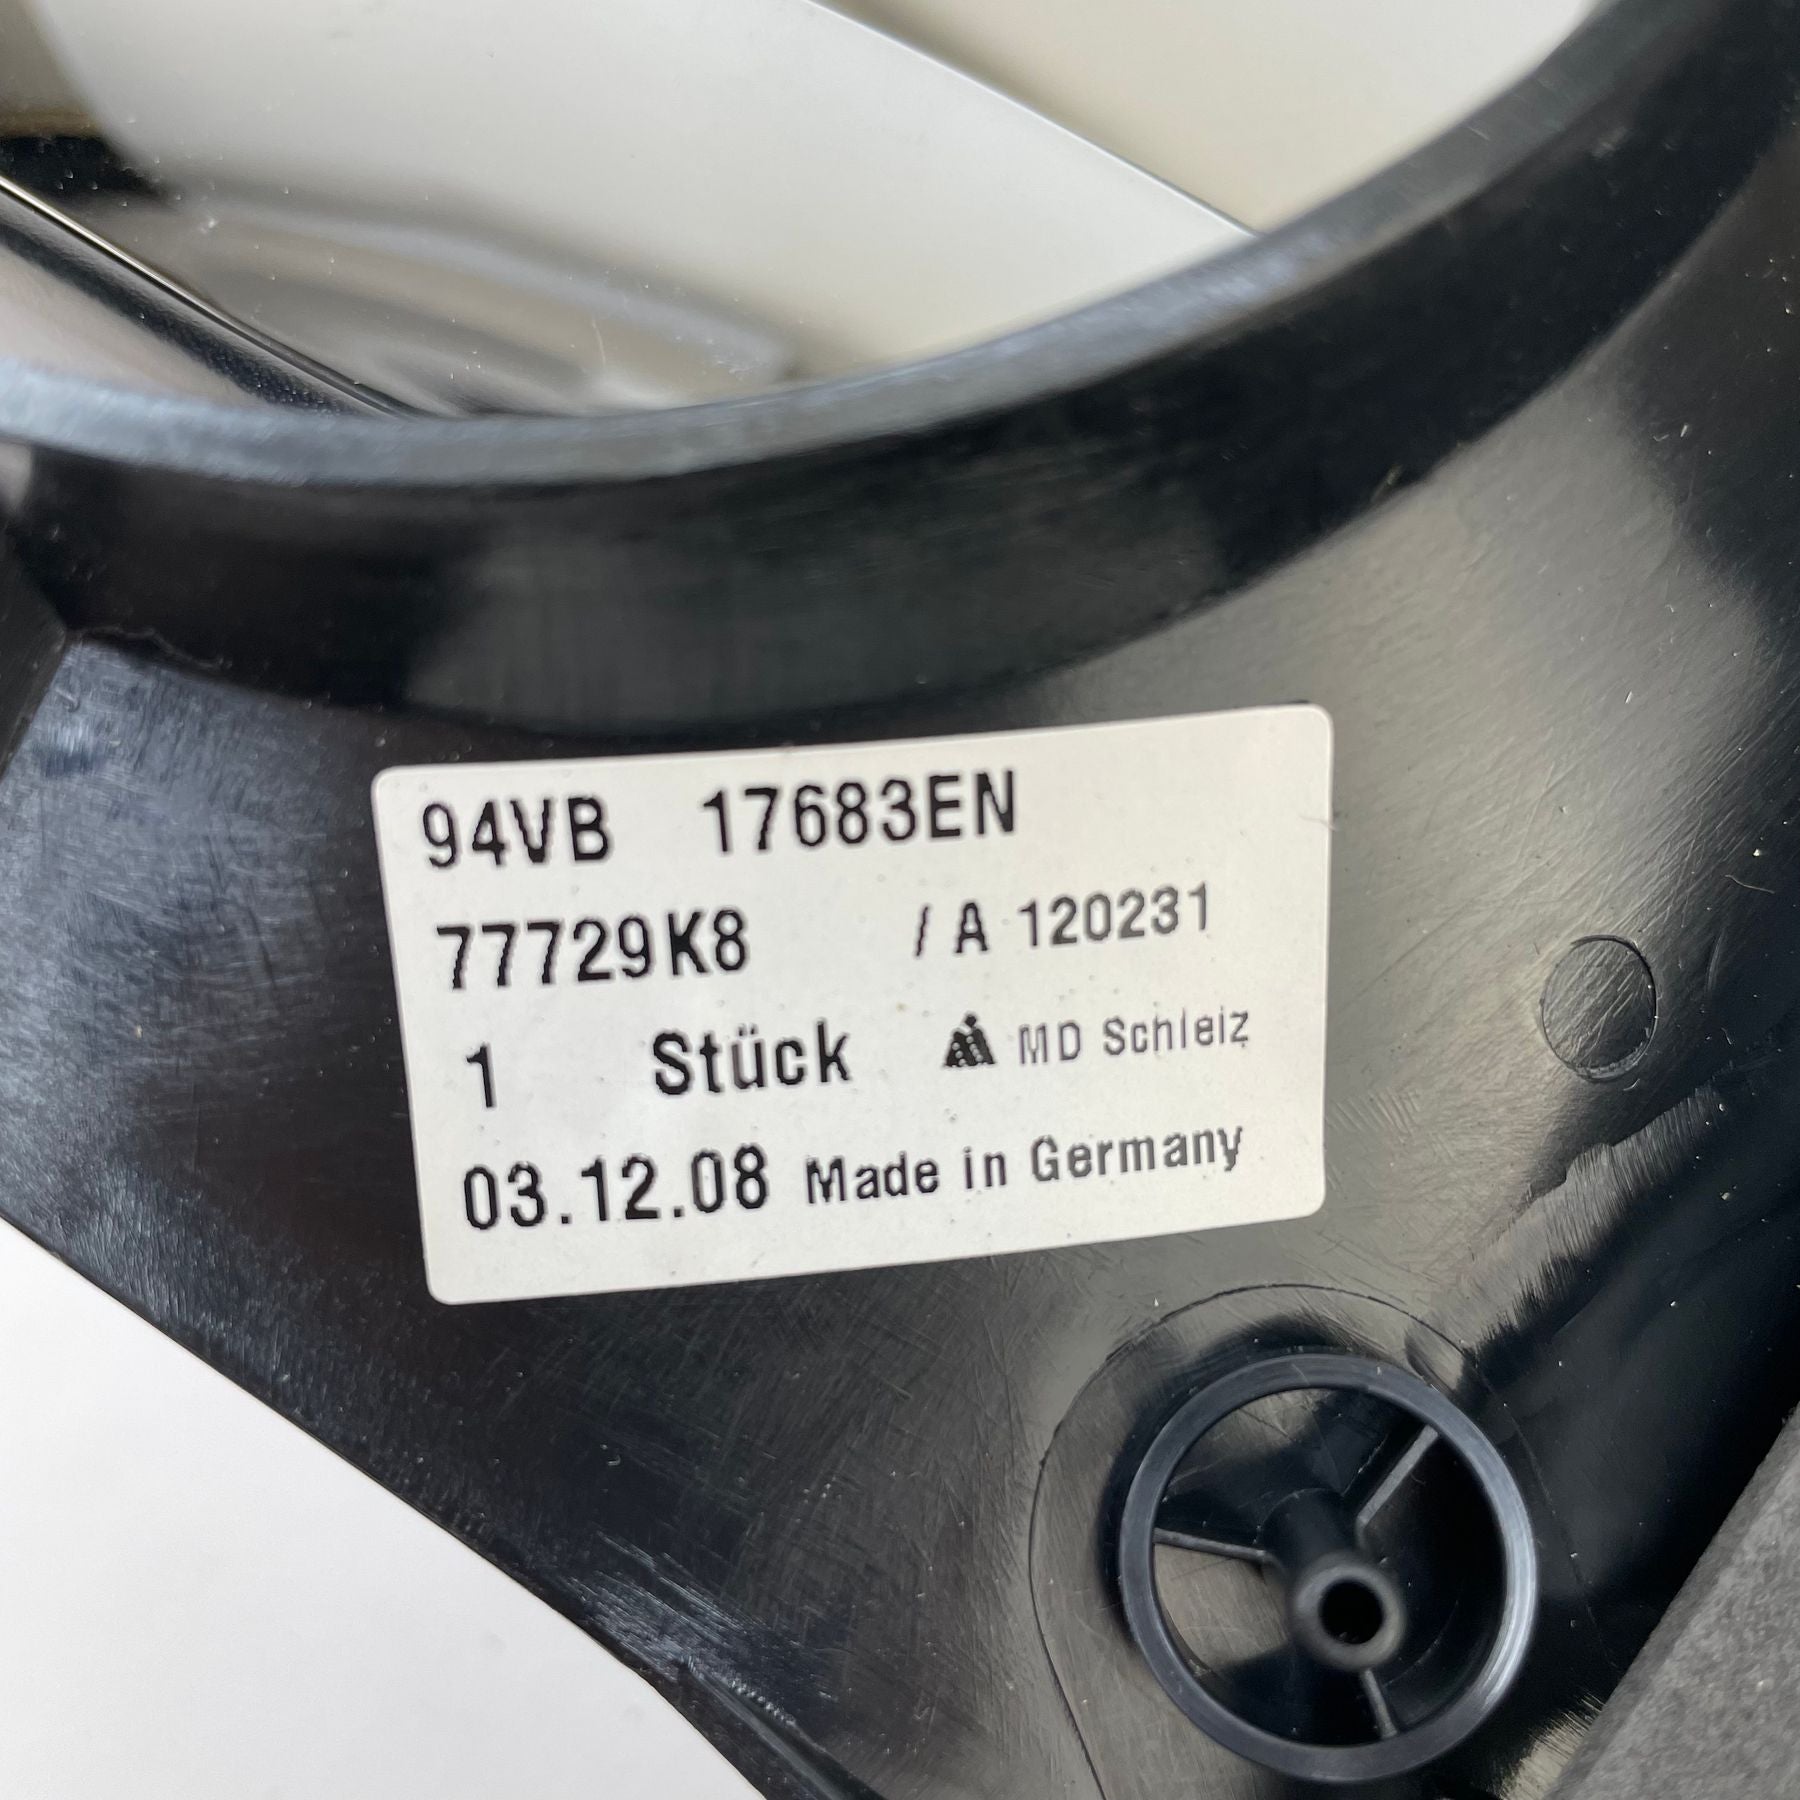 94VB 17683EN
77729K8 / A 120231
1 Stück MD Schleiz
03.12.08 Made in Germany